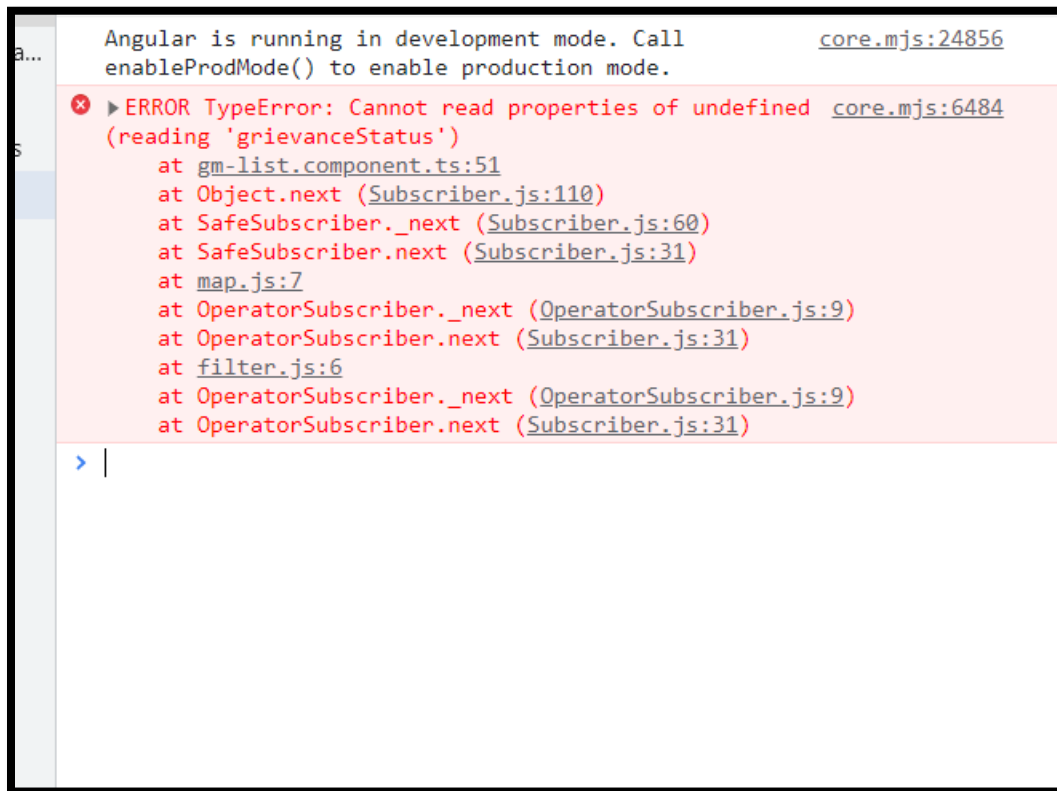 a...
s
Angular is running in development mode. Call core.mjs:24856
enableProdMode() to enable production mode.
ERROR TypeError: Cannot read properties of undefined core.mjs:6484
(reading 'grievanceStatus')
at gm-list.component.ts:51
at Object.next (Subscriber.js:110)
at SafeSubscriber._next (Subscriber.js:60)
at SafeSubscriber.next (Subscriber.js:31)
at map.js:7
at OperatorSubscriber._next (OperatorSubscriber.js:9)
at OperatorSubscriber.next (Subscriber.js:31)
at filter.js:6
at OperatorSubscriber._next (OperatorSubscriber.js:9)
at OperatorSubscriber.next (Subscriber.js:31)